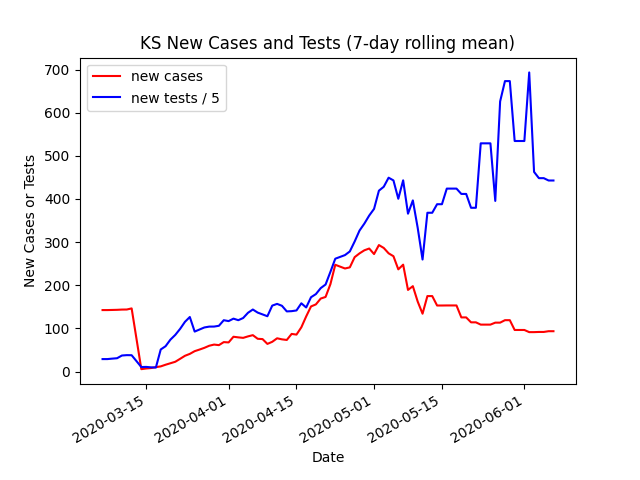 KS New Cases and Tests (7-day rolling mean)
new cases
new tests / 5
New Cases or Tests
700
600
500
400
300
200
100
0
2020-03-15
2020-04-01
2020-04-15
2020-05-01
2020-05-15
2020-06-01
Date